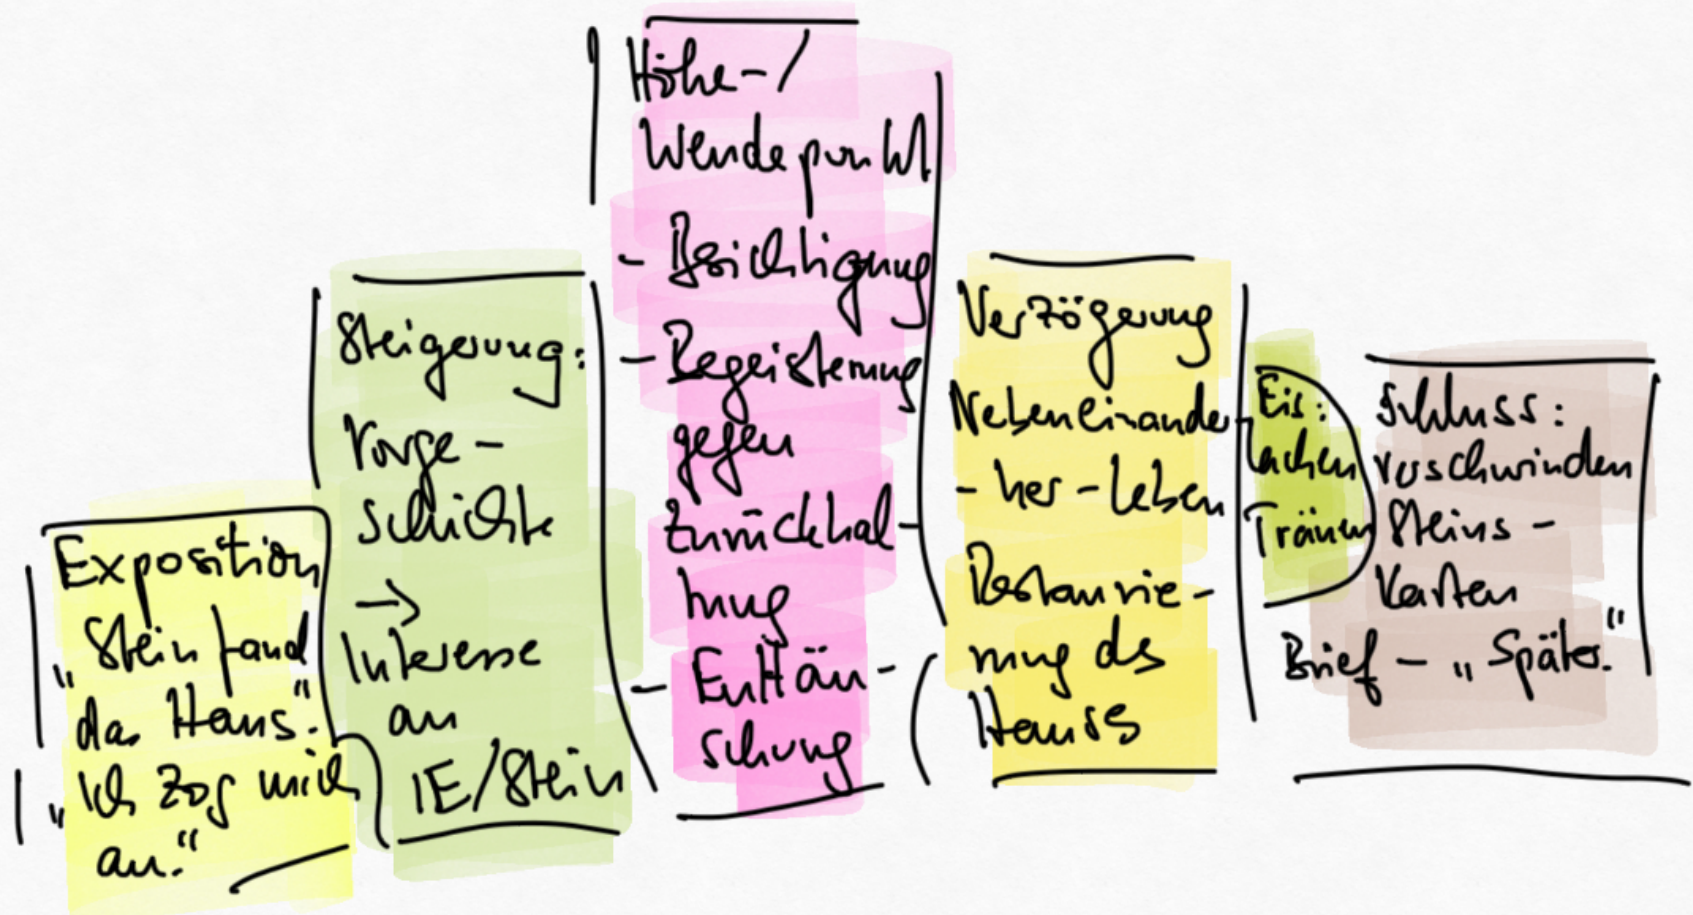 Exposition
„Stein fand
das Haus."
„Ich zog mich
an."
Steigerung:
Vorge-
schichte
→
Interesse
an
IE/Stein
Höhe-/
Wendepunkt
- Besichtigung
- Begeisterung
gegen
Zurückhal-
tung
- Enttäu-
schung
Verzögerung
Nebeneinander-
- her-Leben
Restaurie-
rung des
Hauses
Eis:
Lachen
Tränen
Schluss:
Verschwinden
Steins -
Karten
Brief - „Später."